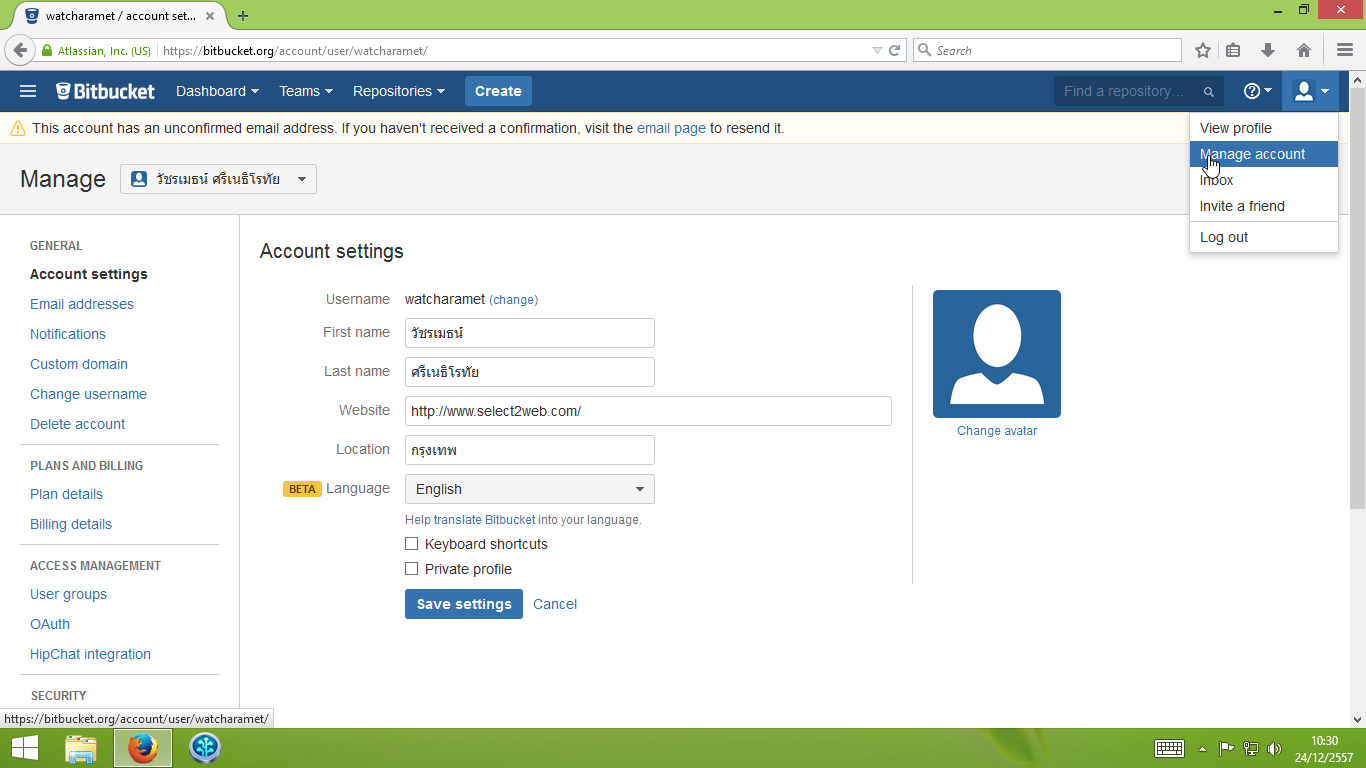 watcharamet / account set...
Atlassian, Inc. (US)
https://bitbucket.org/account/user/watcharamet/
Search
Bitbucket
Dashboard
Teams
Repositories
Create
Find a repository...
This account has an unconfirmed email address. If you haven't received a confirmation, visit the email page to resend it.
View profile
Manage account
Inbox
Invite a friend
Log out
Manage
วัชรเมธน์ ศรีเนธิโรทัย
GENERAL
Account settings
Email addresses
Notifications
Custom domain
Change username
Delete account
PLANS AND BILLING
Plan details
Billing details
ACCESS MANAGEMENT
User groups
OAuth
HipChat integration
SECURITY
Account settings
Username watcharamet (change)
First name วัชรเมธน์
Last name ศรีเนธิโรทัย
Website http://www.select2web.com/
Location กรุงเทพ
BETA Language English
Help translate Bitbucket into your language.
Keyboard shortcuts
Private profile
Save settings Cancel
Change avatar
https://bitbucket.org/account/user/watcharamet/
10:30
24/12/2557